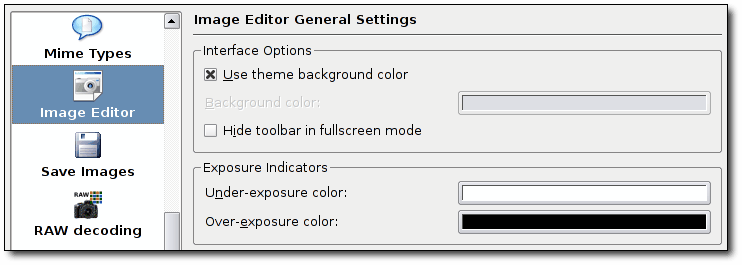 Mime Types
Image Editor
Save Images
RAW
RAW decoding
Image Editor General Settings
Interface Options
Use theme background color
Background color:
Hide toolbar in fullscreen mode
Exposure Indicators
Under-exposure color:
Over-exposure color: